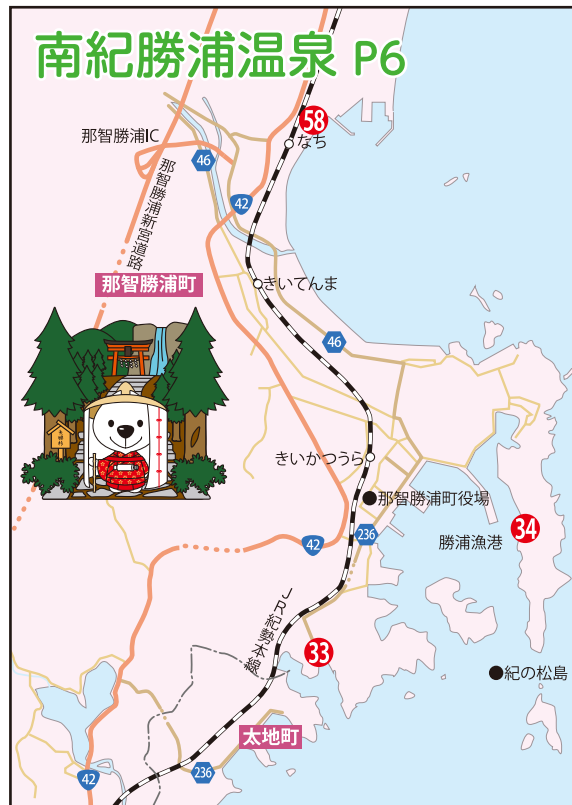 南紀勝浦温泉 P6
58
那智勝浦IC
なち
46
那智勝浦新宮道路
42
那智勝浦町
きいてんま
46
きいかつうら
那智勝浦町役場
236
34
勝浦漁港
42
JR紀勢本線
33
紀の松島
太地町
236
42